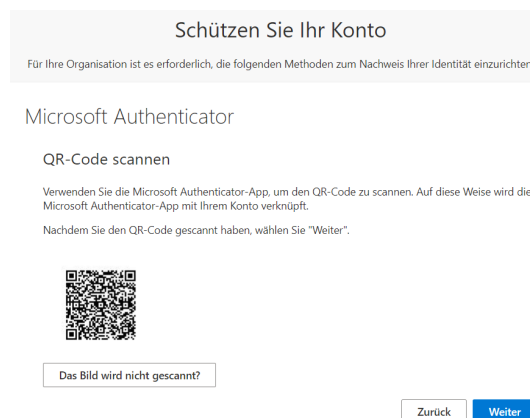 Schützen Sie Ihr Konto
Für Ihre Organisation ist es erforderlich, die folgenden Methoden zum Nachweis Ihrer Identität einzurichten
Microsoft Authenticator
QR-Code scannen
Verwenden Sie die Microsoft Authenticator-App, um den QR-Code zu scannen. Auf diese Weise wird die
Microsoft Authenticator-App mit Ihrem Konto verknüpft.
Nachdem Sie den QR-Code gescannt haben, wählen Sie "Weiter".
Das Bild wird nicht gescannt?
Zurück
Weiter